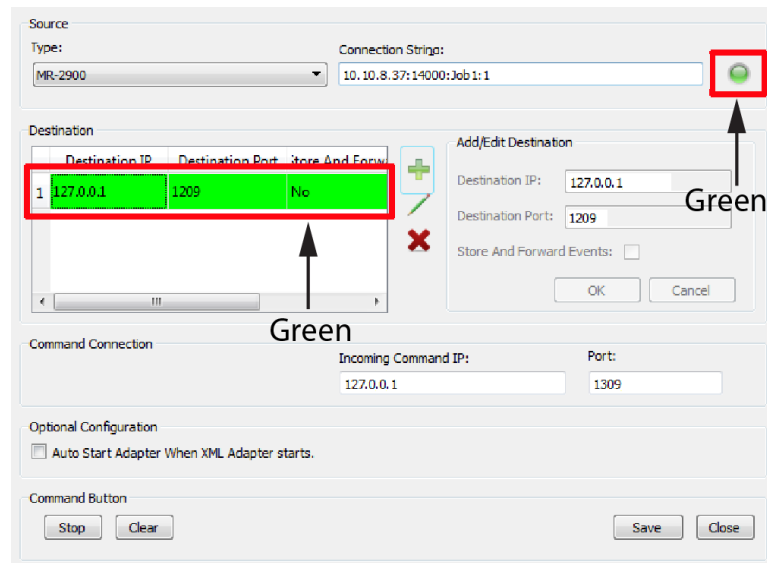 Source
Type:
Connection String:
MR-2900
10.10.8.37:14000:Job1:1
Destination
Add/Edit Destination
Destination IP
Destination Port
Store And Forw
1
127.0.0.1
1209
No
Destination IP:
127.0.0.1
Green
Destination Port:
1209
Store And Forward Events:
OK
Cancel
Green
Command Connection
Incoming Command IP:
Port:
127.0.0.1
1309
Optional Configuration
Auto Start Adapter When XML Adapter starts.
Command Button
Stop
Clear
Save
Close